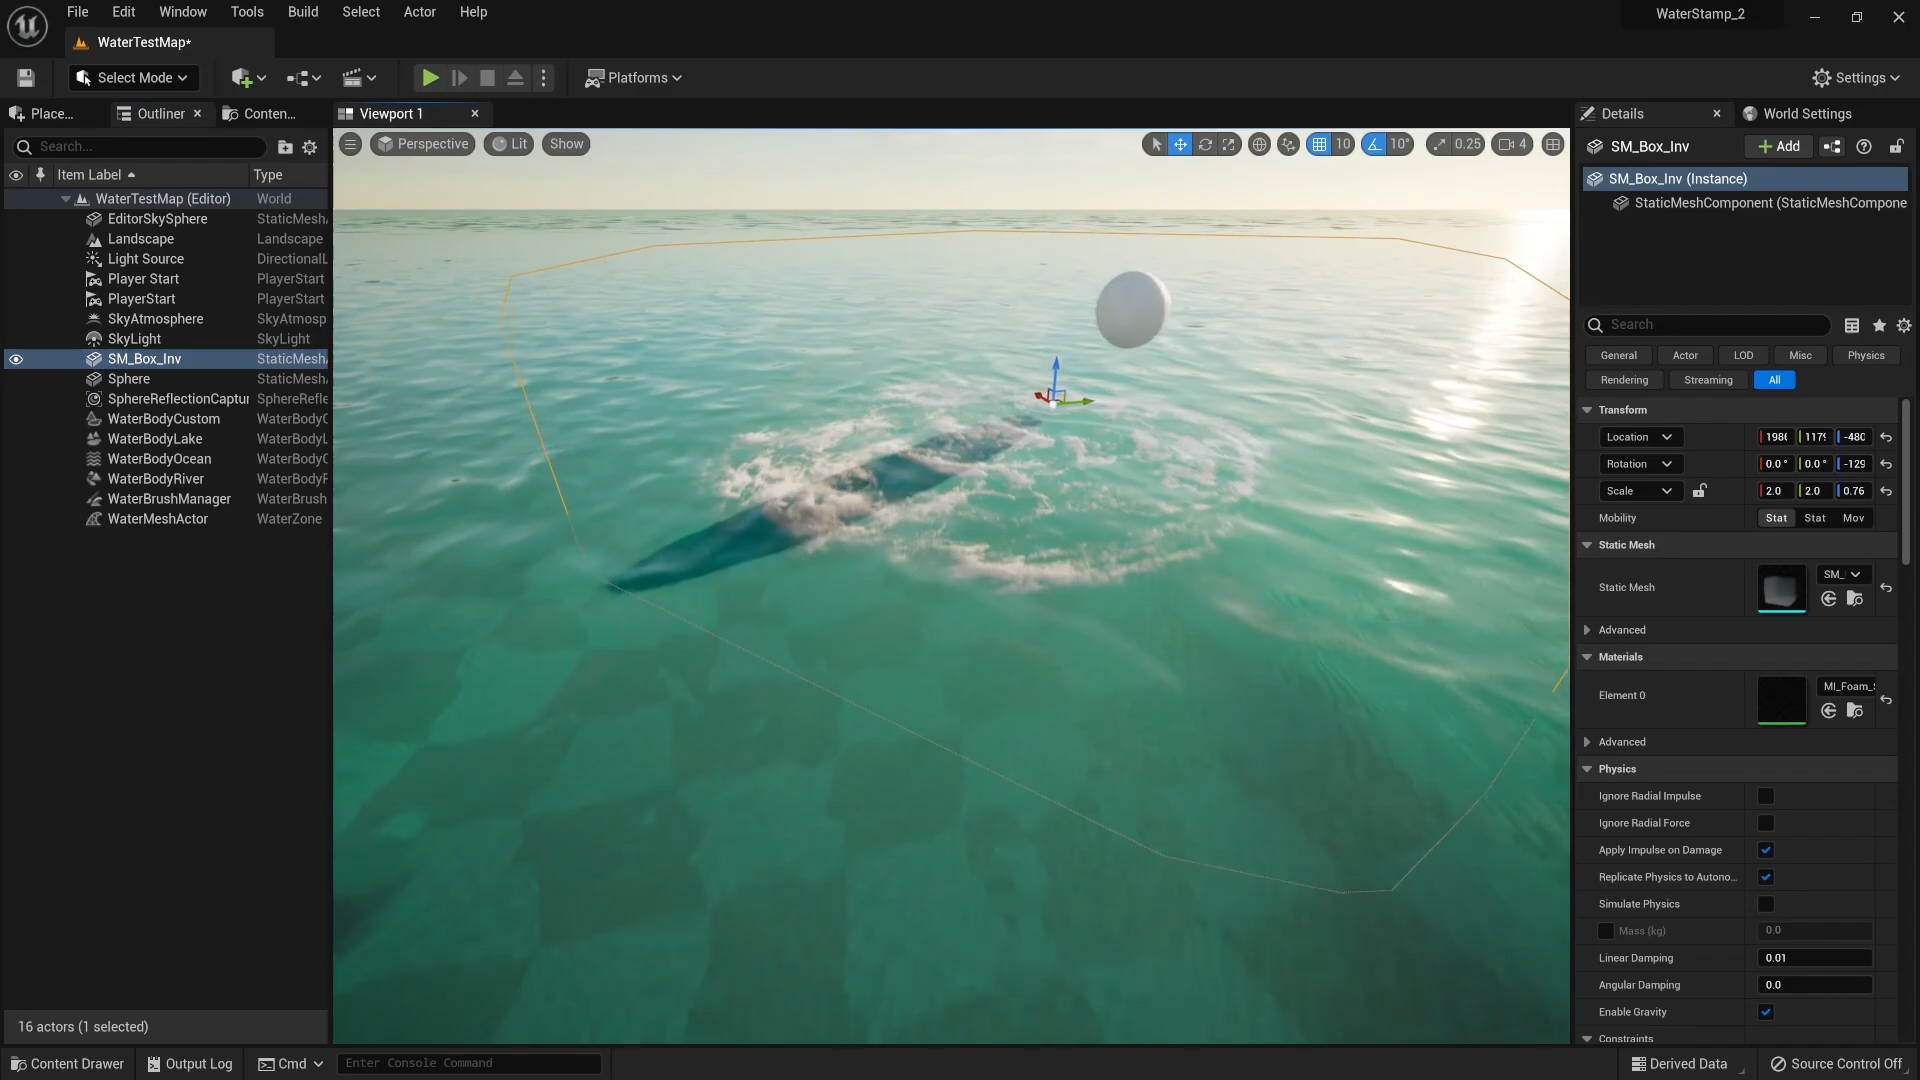 File Edit Window Tools Build Select Actor Help
WaterStamp_2
WaterTestMap*
Select Mode
Platforms
Settings
Place...
Outliner
Conten...
Viewport 1
Details
World Settings
Search...
Perspective
Lit
Show
10
10°
0.25
4
SM_Box_Inv
Add
Item Label
Type
SM_Box_Inv (Instance)
StaticMeshComponent (StaticMeshCompone
WaterTestMap (Editor) World
EditorSkySphere StaticMesh
Landscape Landscape
Light Source DirectionalL
Player Start PlayerStart
PlayerStart PlayerStart
SkyAtmosphere SkyAtmosp
SkyLight SkyLight
SM_Box_Inv StaticMesh
Sphere StaticMesh
SphereReflectionCaptur SphereRefle
WaterBodyCustom WaterBodyC
WaterBodyLake WaterBodyL
WaterBodyOcean WaterBodyO
WaterBodyRiver WaterBodyR
WaterBrushManager WaterBrush
WaterMeshActor WaterZone
Search
General Actor LOD Misc Physics
Rendering Streaming All
Transform
Location 1986 1179 -480
Rotation 0.0° 0.0° -129
Scale 2.0 2.0 0.76
Mobility Stat Stat Mov
Static Mesh
Static Mesh SM_
Advanced
Materials
Element 0 MI_Foam_
Advanced
Physics
Ignore Radial Impulse
Ignore Radial Force
Apply Impulse on Damage
Replicate Physics to Autono...
Simulate Physics
Mass (kg) 0.0
Linear Damping 0.01
Angular Damping 0.0
Enable Gravity
Constraints
16 actors (1 selected)
Content Drawer
Output Log
Cmd
Enter Console Command
Derived Data
Source Control Off